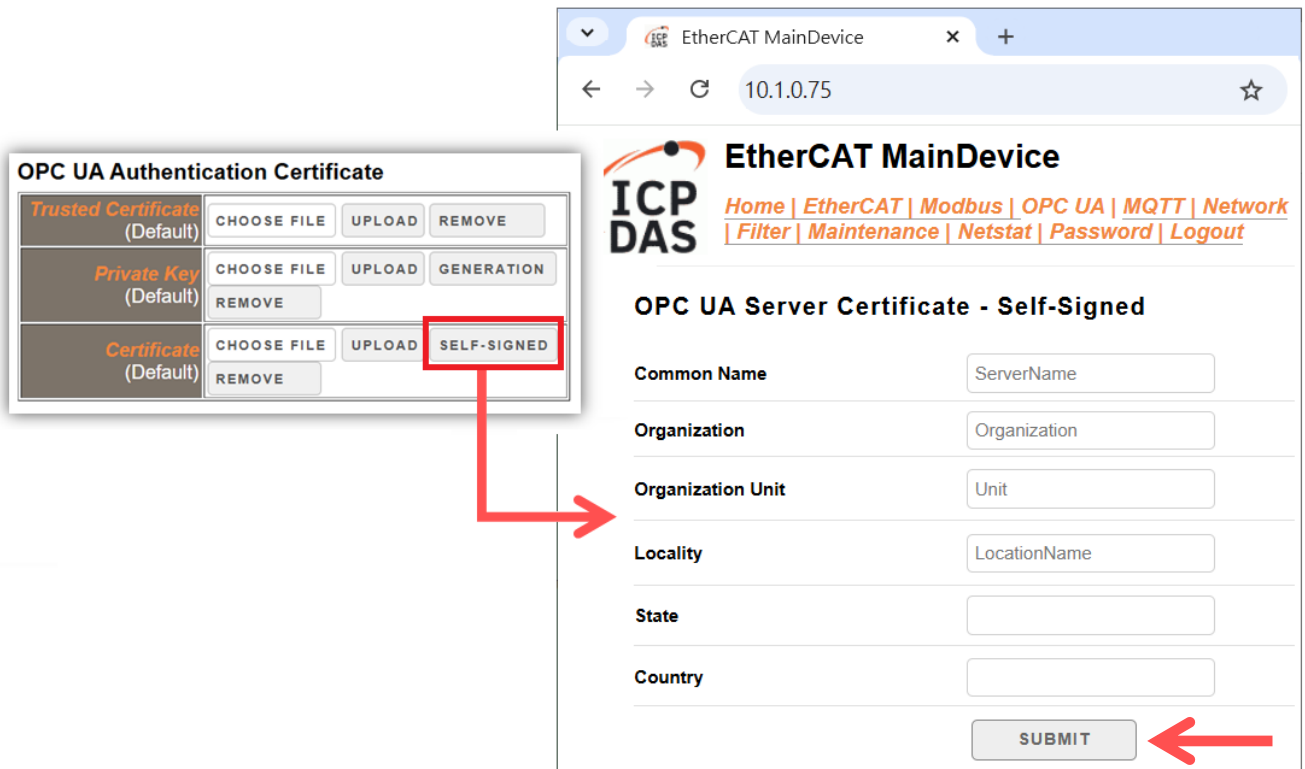 OPC UA Authentication Certificate
Trusted Certificate
(Default)
CHOOSE FILE
UPLOAD
REMOVE
Private Key
(Default)
CHOOSE FILE
UPLOAD
GENERATION
REMOVE
Certificate
(Default)
CHOOSE FILE
UPLOAD
SELF-SIGNED
REMOVE
ICP DAS
EtherCAT MainDevice
10.1.0.75
ICP
DAS
EtherCAT MainDevice
Home | EtherCAT | Modbus | OPC UA | MQTT | Network
| Filter | Maintenance | Netstat | Password | Logout
OPC UA Server Certificate - Self-Signed
Common Name
ServerName
Organization
Organization
Organization Unit
Unit
Locality
LocationName
State
Country
SUBMIT